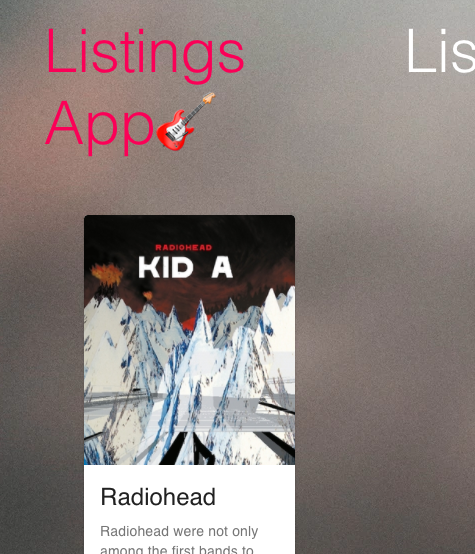 Listings
App🎸
Lis
RADIOHEAD
KID A
Radiohead
Radiohead were not only
among the first bands to